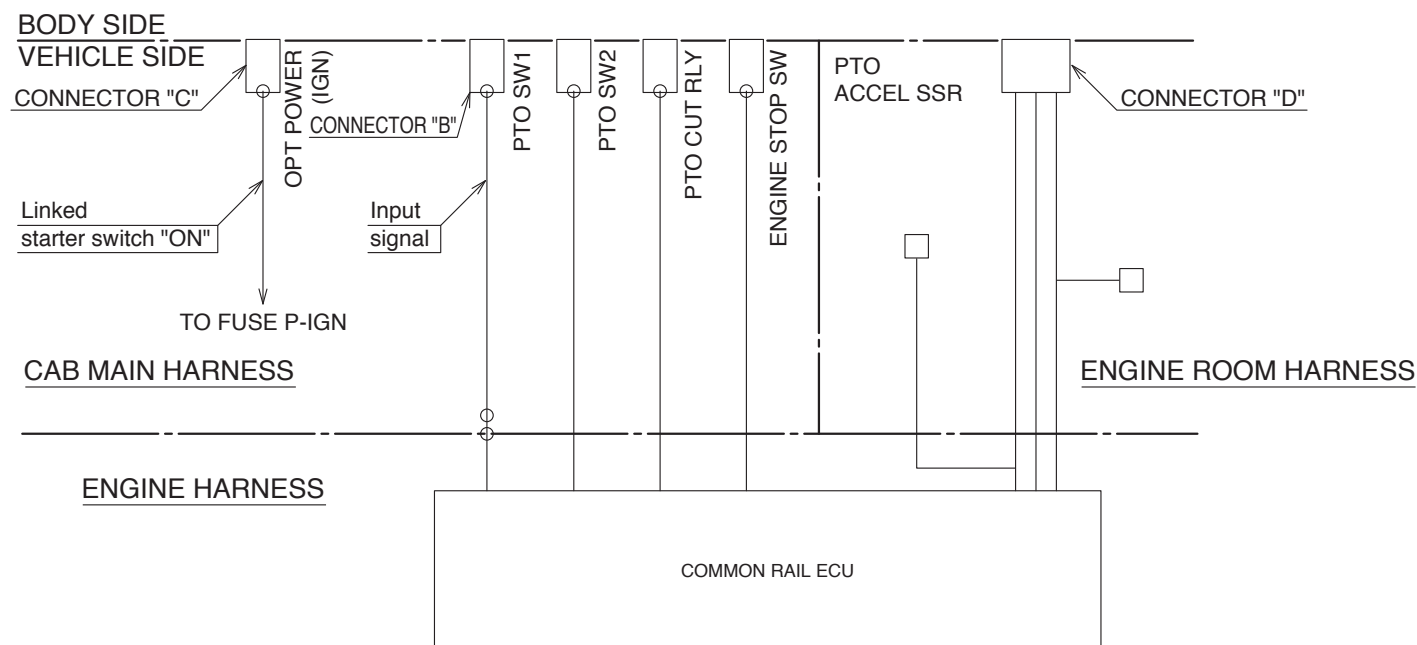 BODY SIDE
VEHICLE SIDE
CONNECTOR "C"
OPT POWER
(IGN)
CONNECTOR "B"
PTO SW1
PTO SW2
PTO CUT RLY
ENGINE STOP SW
PTO
ACCEL SSR
CONNECTOR "D"
Linked
starter switch "ON"
Input
signal
TO FUSE P-IGN
CAB MAIN HARNESS
ENGINE ROOM HARNESS
ENGINE HARNESS
COMMON RAIL ECU